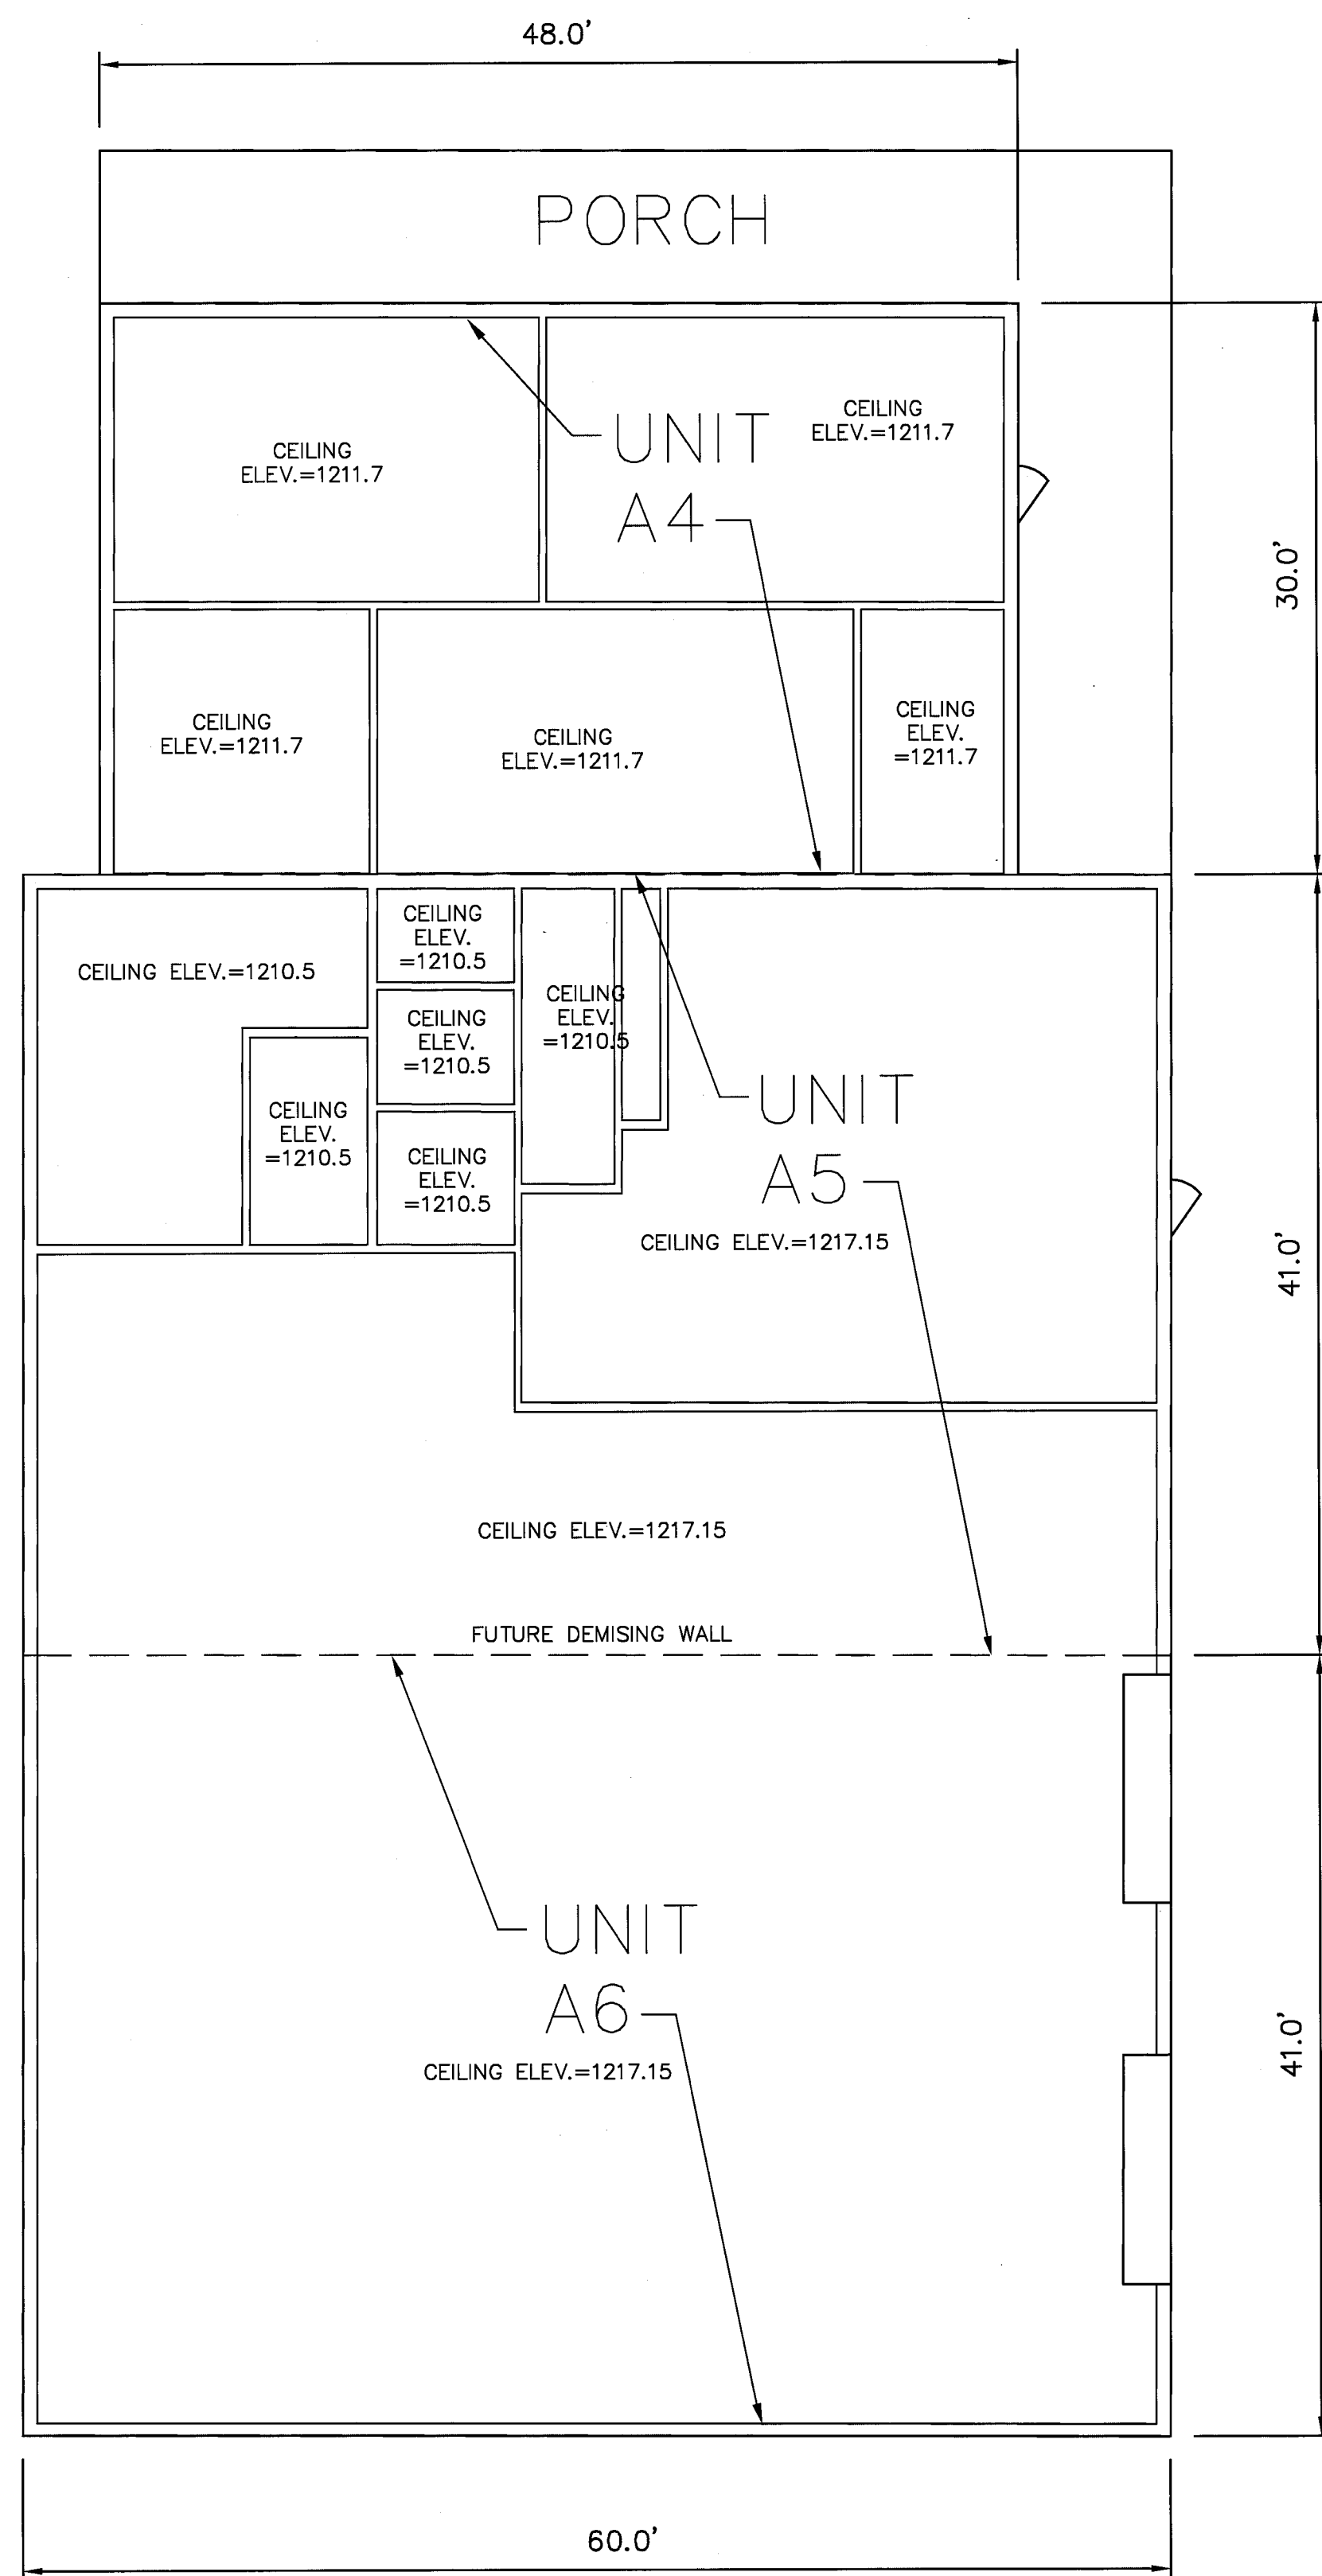 48.0'
PORCH
UNIT
A4
CEILING
ELEV.=1211.7
CEILING
ELEV.=1211.7
30.0'
CEILING
ELEV.=1211.7
CEILING
ELEV.=1211.7
CEILING
ELEV.
=1211.7
CEILING ELEV.=1210.5
CEILING
ELEV.
=1210.5
CEILING
ELEV.
=1210.5
CEILING
ELEV.
=1210.5
CEILING
ELEV.
=1210.5
CEILING
ELEV.
=1210.5
UNIT
A5
CEILING ELEV.=1217.15
41.0'
CEILING ELEV.=1217.15
FUTURE DEMISING WALL
UNIT
A6
CEILING ELEV.=1217.15
41.0'
60.0'